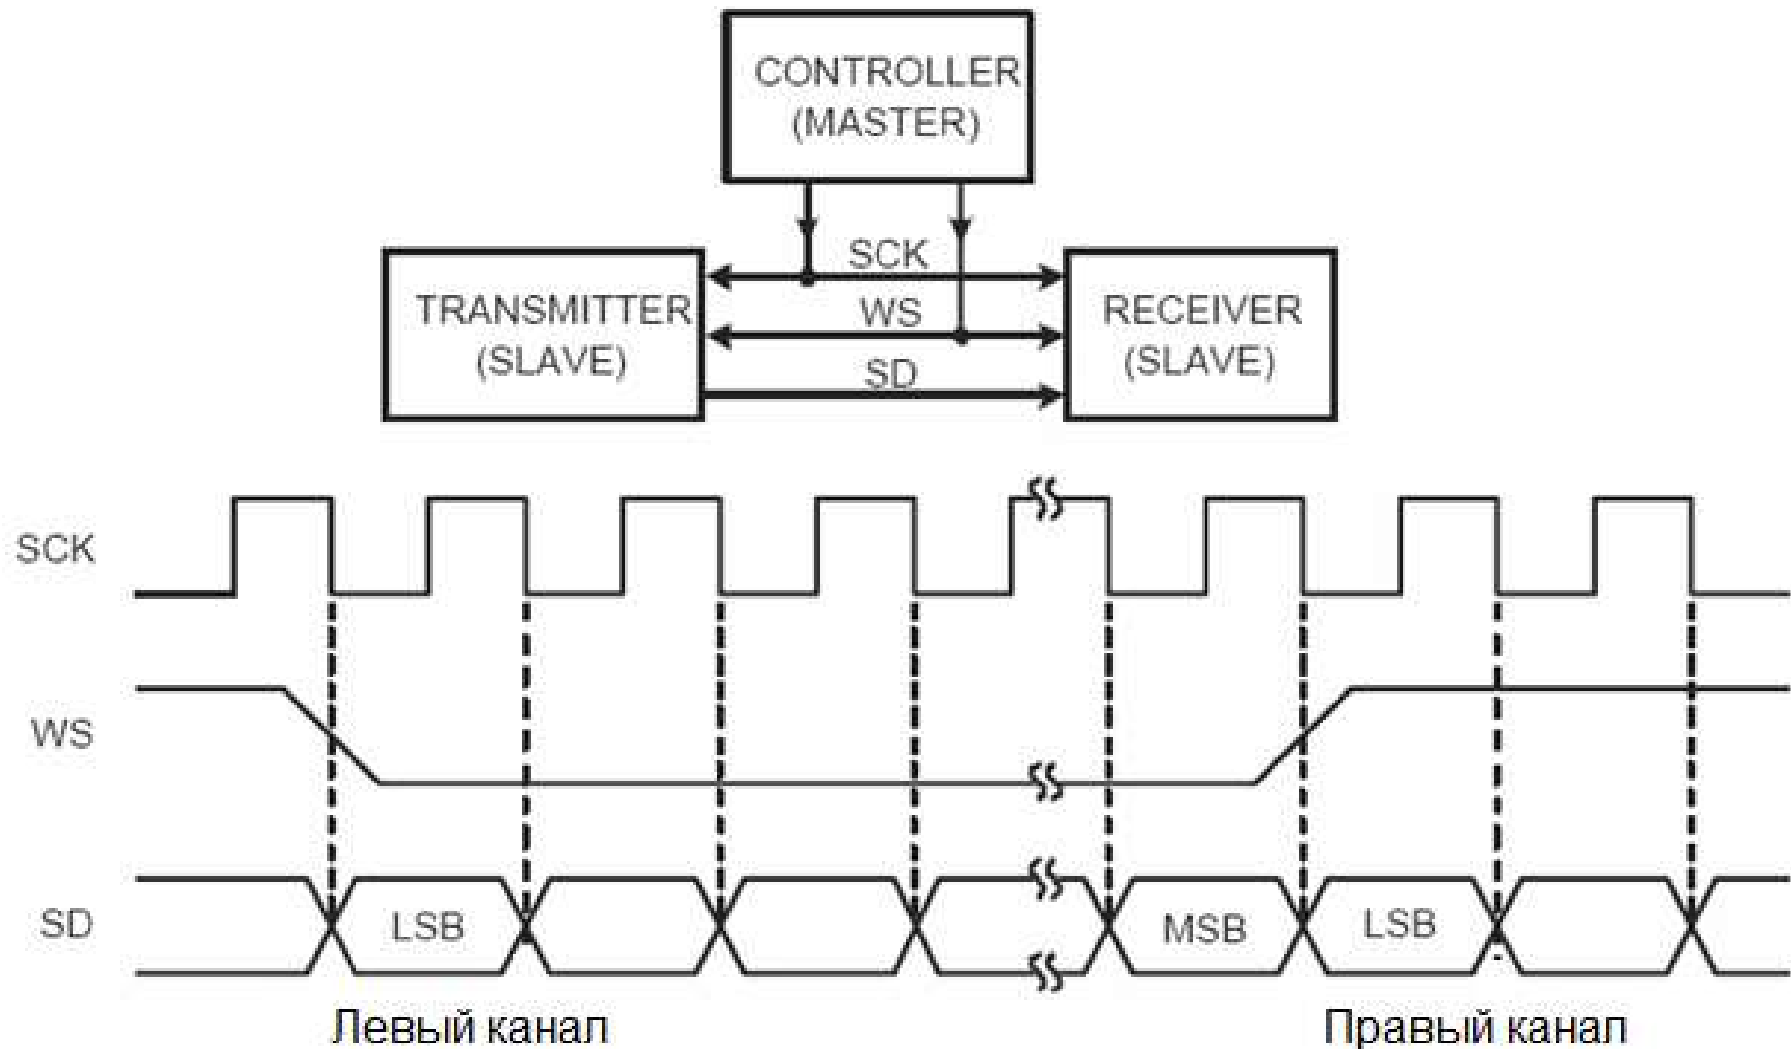 CONTROLLER
(MASTER)
SCK
TRANSMITTER
(SLAVE)
WS
RECEIVER
(SLAVE)
SD
SCK
WS
SD
LSB
MSB
LSB
Левый канал
Правый канал